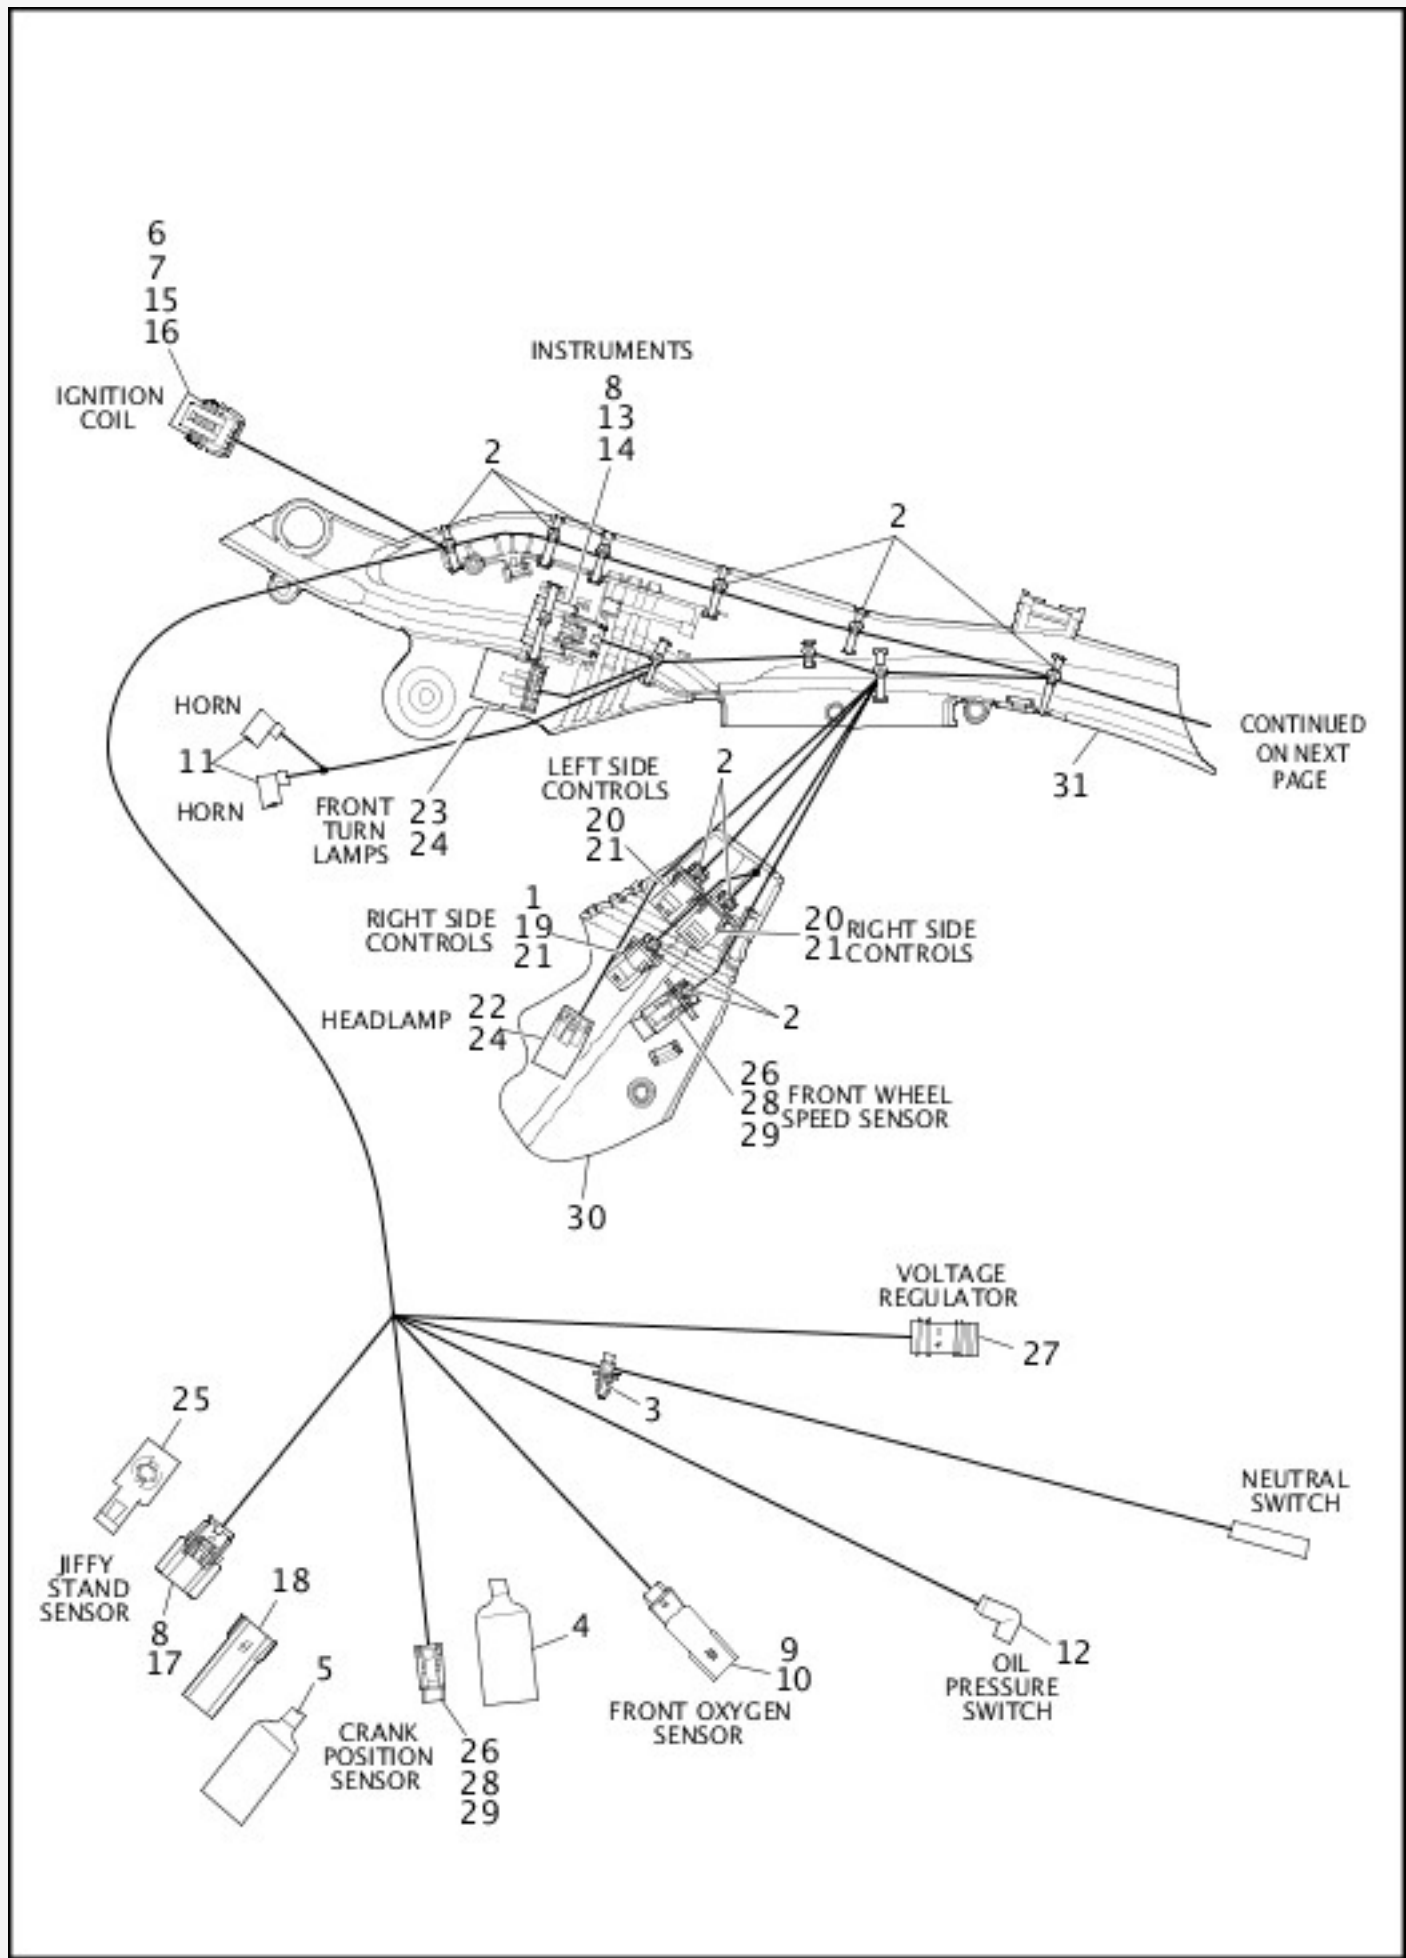 6
7
15
16
IGNITION
COIL
INSTRUMENTS
8
13
14
2
2
HORN
11
HORN
FRONT
TURN
LAMPS
23
24
LEFT SIDE
CONTROLS
20
21
2
31
CONTINUED
ON NEXT
PAGE
RIGHT SIDE
CONTROLS
1
19
21
20
21
RIGHT SIDE
CONTROLS
HEADLAMP
22
24
2
26
28
29
FRONT WHEEL
SPEED SENSOR
30
VOLTAGE
REGULATOR
27
3
25
NEUTRAL
SWITCH
JIFFY
STAND
SENSOR
8
17
18
5
4
CRANK
POSITION
SENSOR
26
28
29
9
10
FRONT OXYGEN
SENSOR
12
OIL
PRESSURE
SWITCH